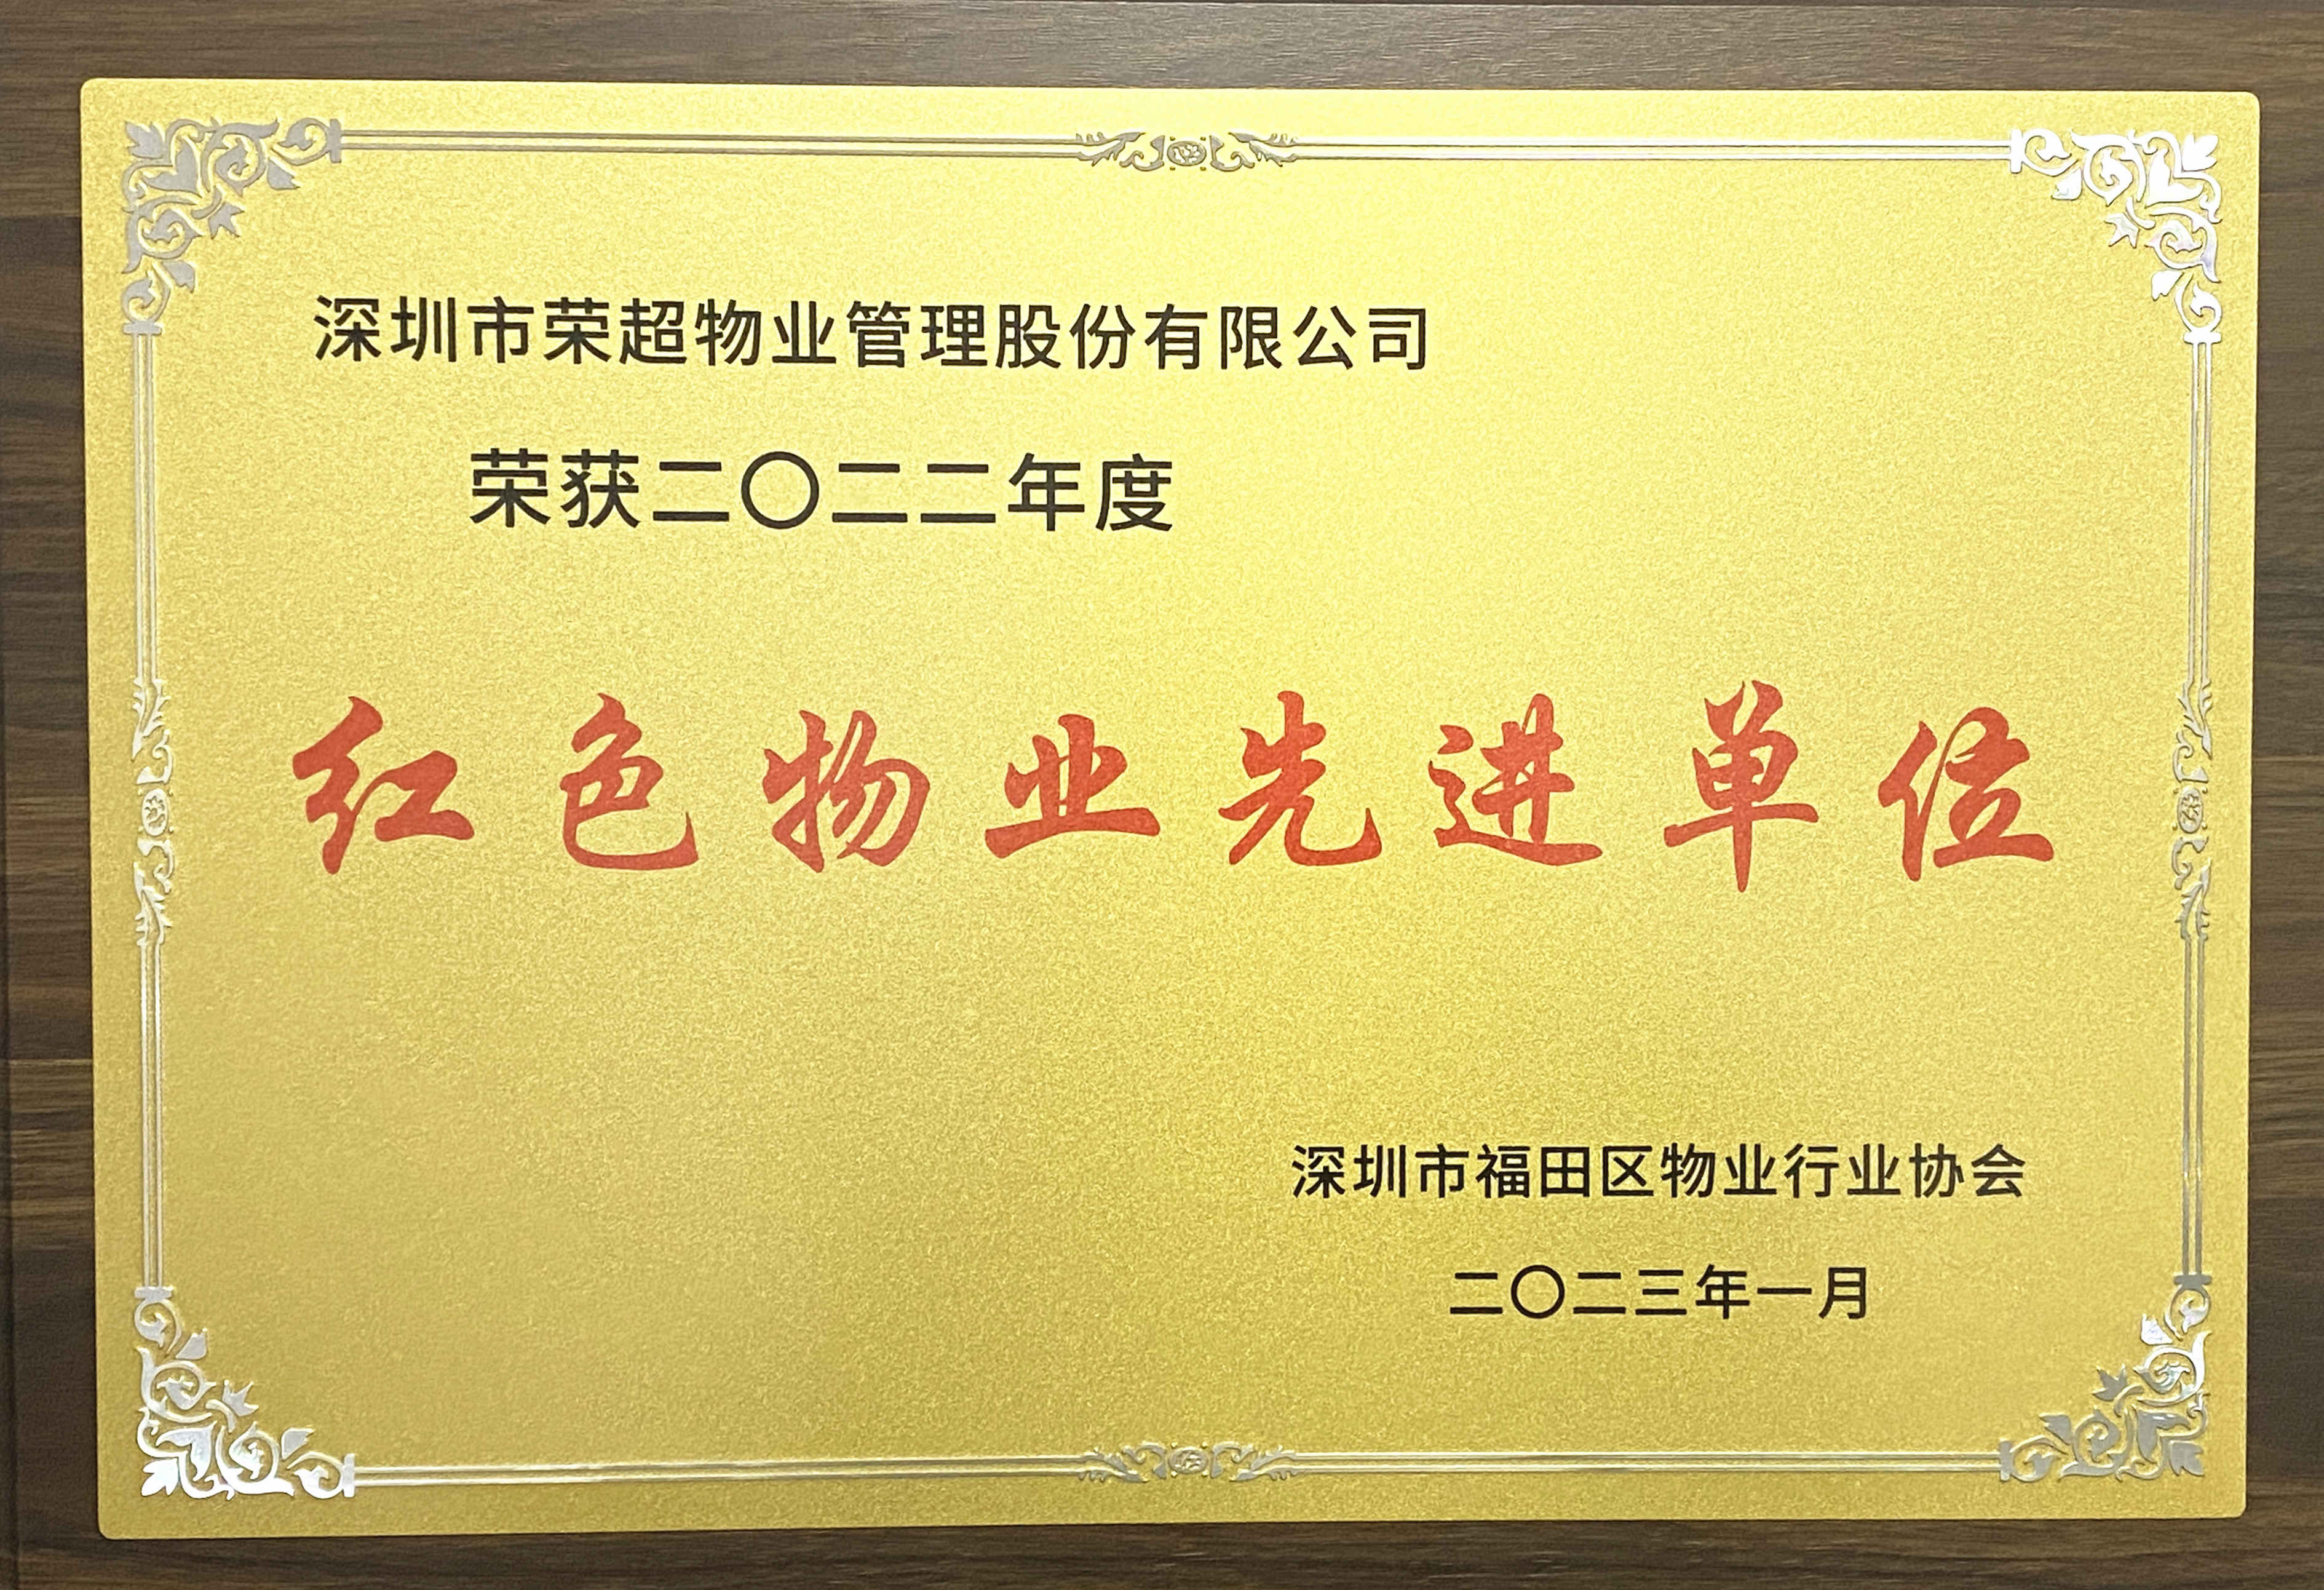 深圳市荣超物业管理股份有限公司
荣获二〇二二年度
红色物业先进单位
深圳市福田区物业行业协会
二〇二三年一月